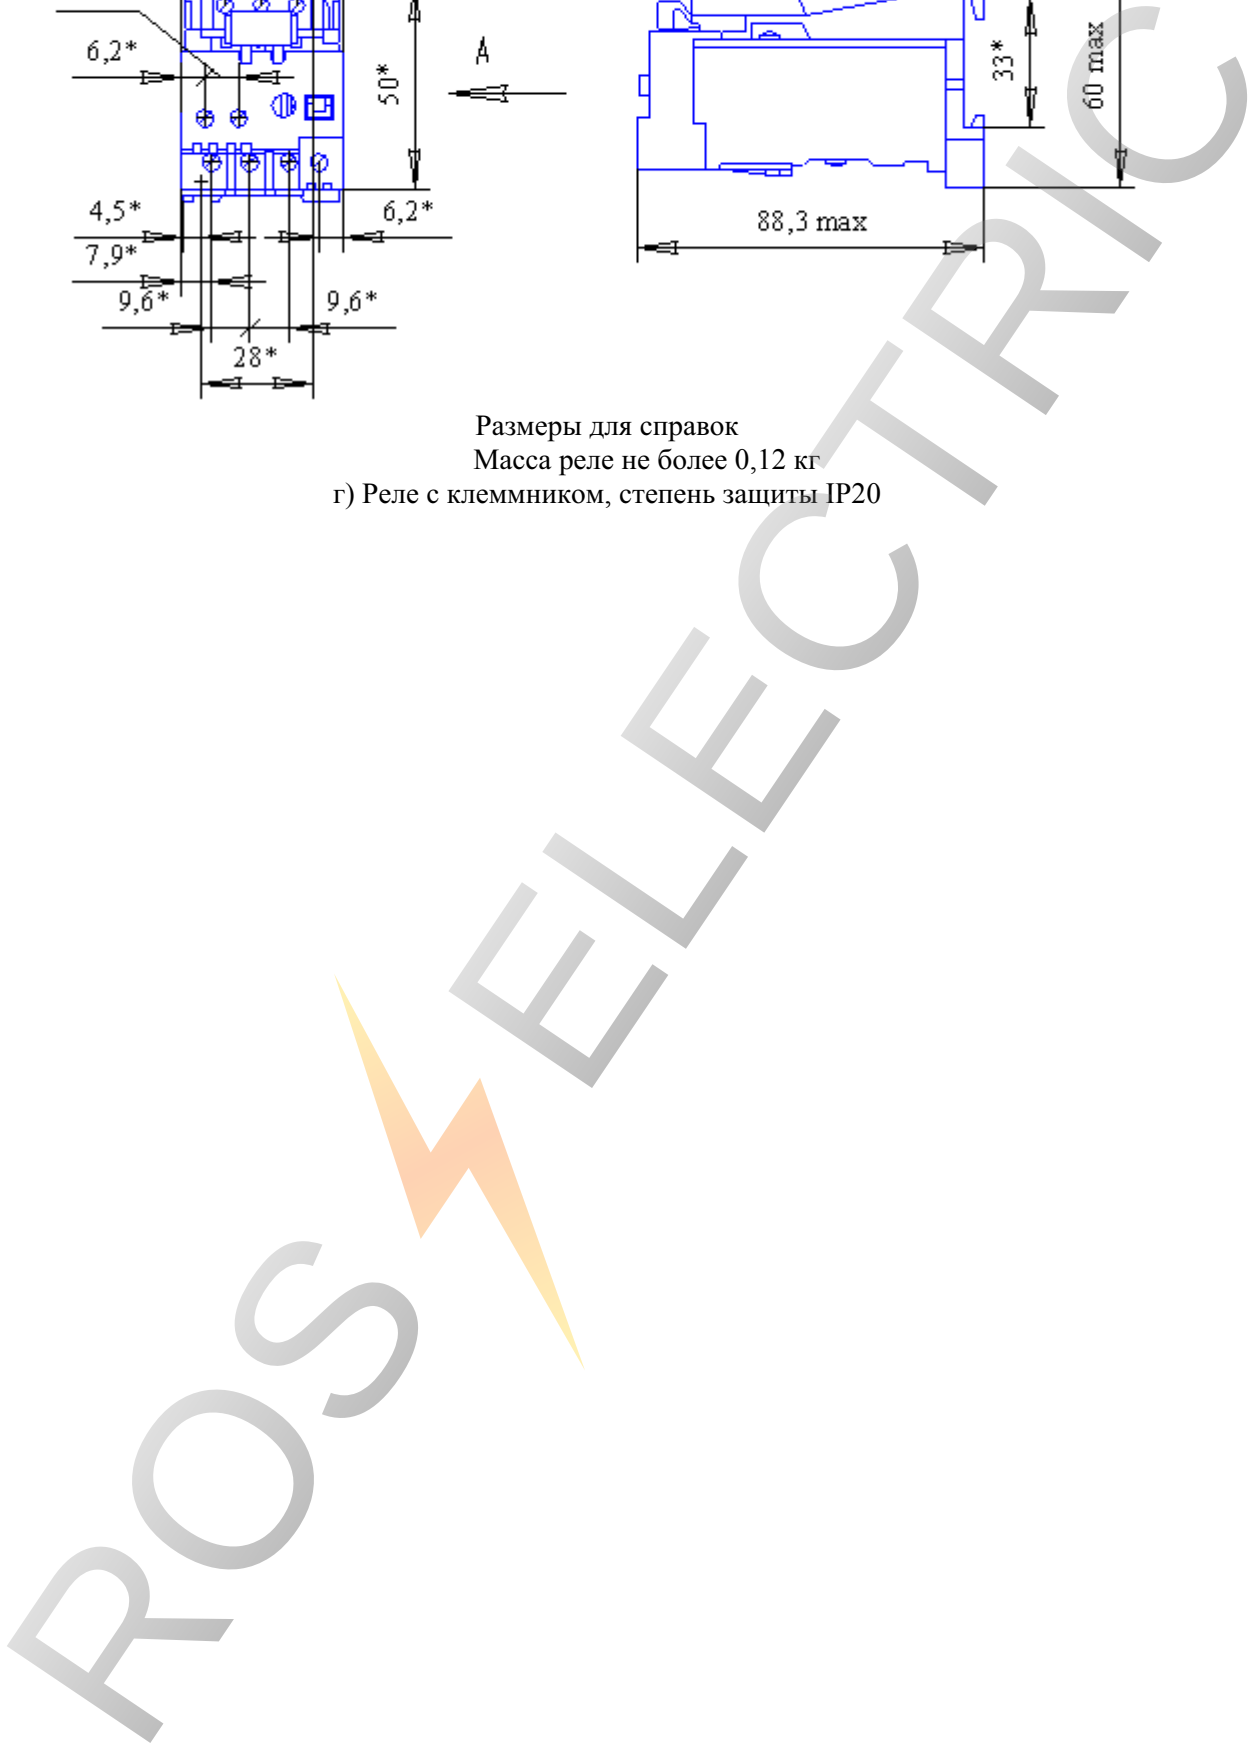 6,2*
50*
A
33*
60 max
4,5*
6,2*
7,9*
88,3 max
9,6*
9,6*
28*
Размеры для справок
Масса реле не более 0,12 кг
г) Реле с клеммником, степень защиты IP20
ROS ELECTRIC